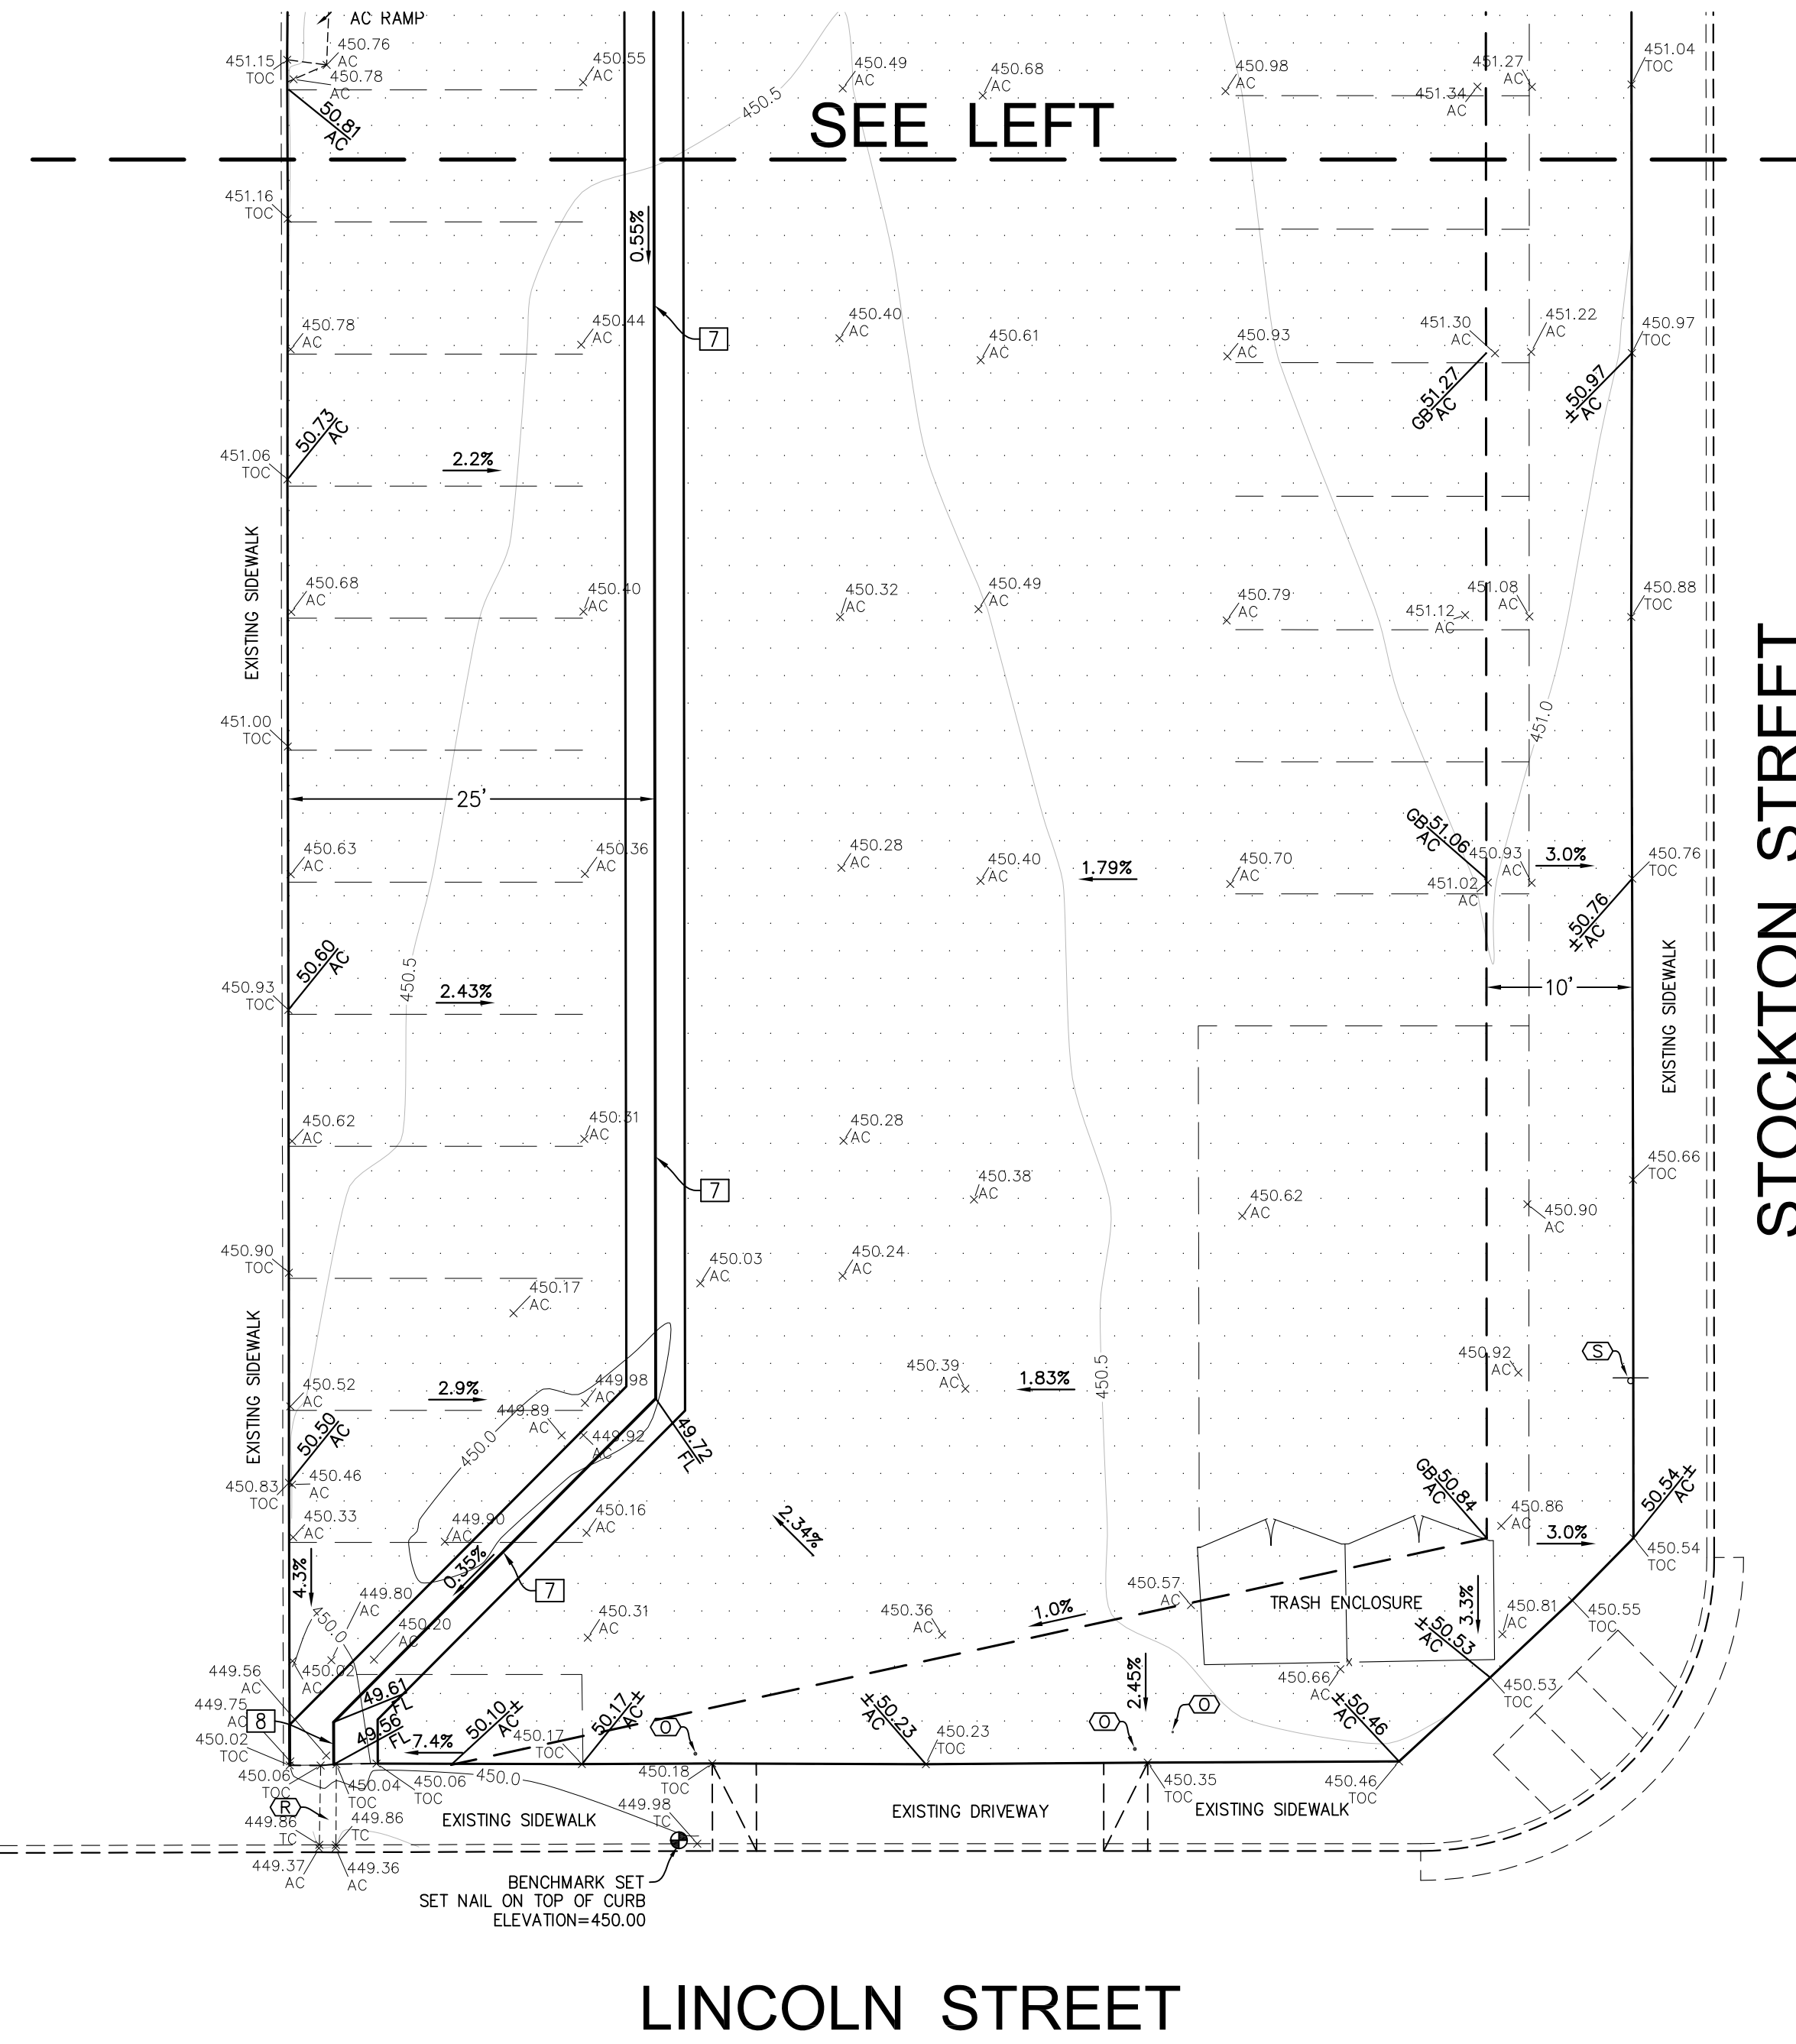 AC RAMP
450.76
AC
451.15
TOC
450.78
AC
50.81
AC
450.55
AC
450.49
AC
450.68
AC
450.98
AC
451.27
AC
451.34
AC
451.04
TOC
450.5
SEE LEFT
451.16
TOC
0.55%
450.78
AC
450.44
AC
7
450.40
AC
450.61
AC
450.93
AC
451.30
AC
451.22
AC
450.97
TOC
GB 51.27
AC
±50.97
AC
50.73
AC
451.06
TOC
2.2%
EXISTING SIDEWALK
450.68
AC
450.40
AC
450.32
AC
450.49
AC
450.79
AC
451.08
AC
451.12
AC
450.88
TOC
STOCKTON STREET
451.00
TOC
451.0
25'
450.63
AC
450.36
AC
450.28
AC
450.40
AC
1.79%
450.70
AC
GB 51.06
AC
450.93
AC
451.02
AC
3.0%
450.76
TOC
±50.76
AC
50.60
AC
450.93
TOC
450.5
2.43%
10'
EXISTING SIDEWALK
450.62
AC
450.31
AC
450.28
AC
7
450.38
AC
450.62
AC
450.90
AC
450.66
TOC
450.90
TOC
450.17
AC
450.03
AC
450.24
AC
EXISTING SIDEWALK
450.52
AC
2.9%
449.98
AC
450.39
AC
1.83%
450.5
450.92
AC
S
50.50
AC
449.89
AC
449.92
AC
450.0
49.72
FL
450.83
TOC
450.46
AC
450.33
AC
449.90
AC
450.16
AC
2.34%
GB 50.84
AC
450.86
AC
3.0%
50.54±
AC
450.54
TOC
4.3%
0.35%
7
449.80
AC
450.0
450.20
AC
450.31
AC
450.36
AC
1.0%
450.57
AC
TRASH ENCLOSURE
3.3%
450.81
AC
450.55
TOC
±50.53
AC
449.56
AC
450.02
AC
49.61
FL
449.75
AC
8
49.56
FL
7.4%
50.10±
AC
450.17
TOC
50.17±
AC
O
±50.23
AC
450.23
TOC
O
2.45%
O
450.66
AC
±50.46
AC
450.53
TOC
450.02
TOC
450.06
TOC
450.04
TOC
450.06
TOC
450.0
450.18
TOC
450.35
TOC
450.46
TOC
R
449.86
TC
449.86
TC
EXISTING SIDEWALK
449.98
TC
EXISTING DRIVEWAY
EXISTING SIDEWALK
449.37
AC
449.36
AC
BENCHMARK SET
SET NAIL ON TOP OF CURB
ELEVATION=450.00
LINCOLN STREET